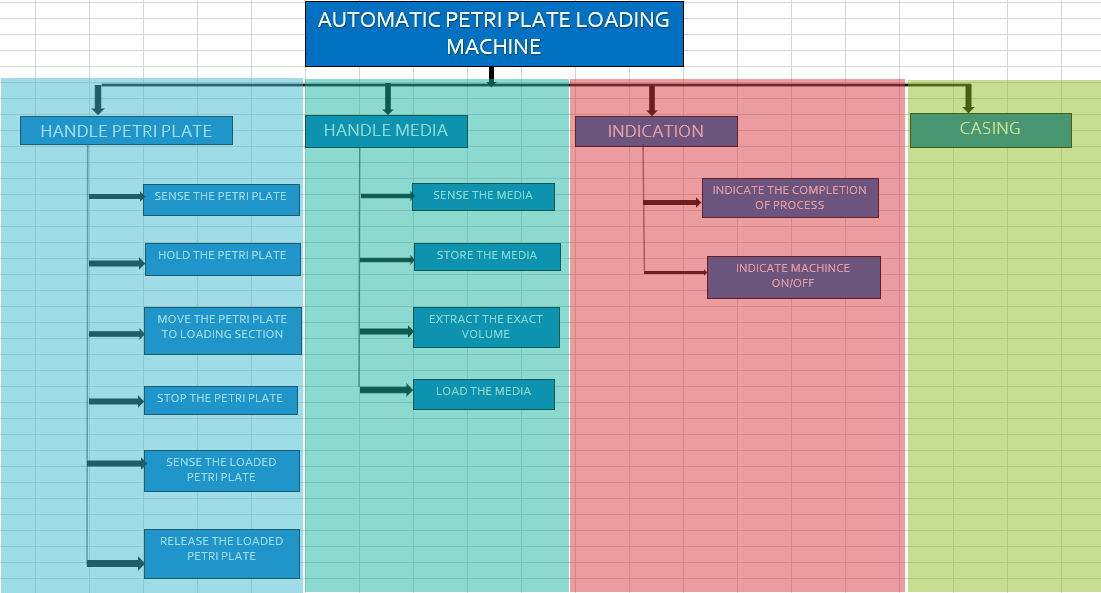 AUTOMATIC PETRI PLATE LOADING
MACHINE
HANDLE PETRI PLATE
SENSE THE PETRI PLATE
HOLD THE PETRI PLATE
MOVE THE PETRI PLATE
TO LOADING SECTION
STOP THE PETRI PLATE
SENSE THE LOADED
PETRI PLATE
RELEASE THE LOADED
PETRI PLATE
HANDLE MEDIA
SENSE THE MEDIA
STORE THE MEDIA
EXTRACT THE EXACT
VOLUME
LOAD THE MEDIA
INDICATION
INDICATE THE COMPLETION
OF PROCESS
INDICATE MACHINCE
ON/OFF
CASING